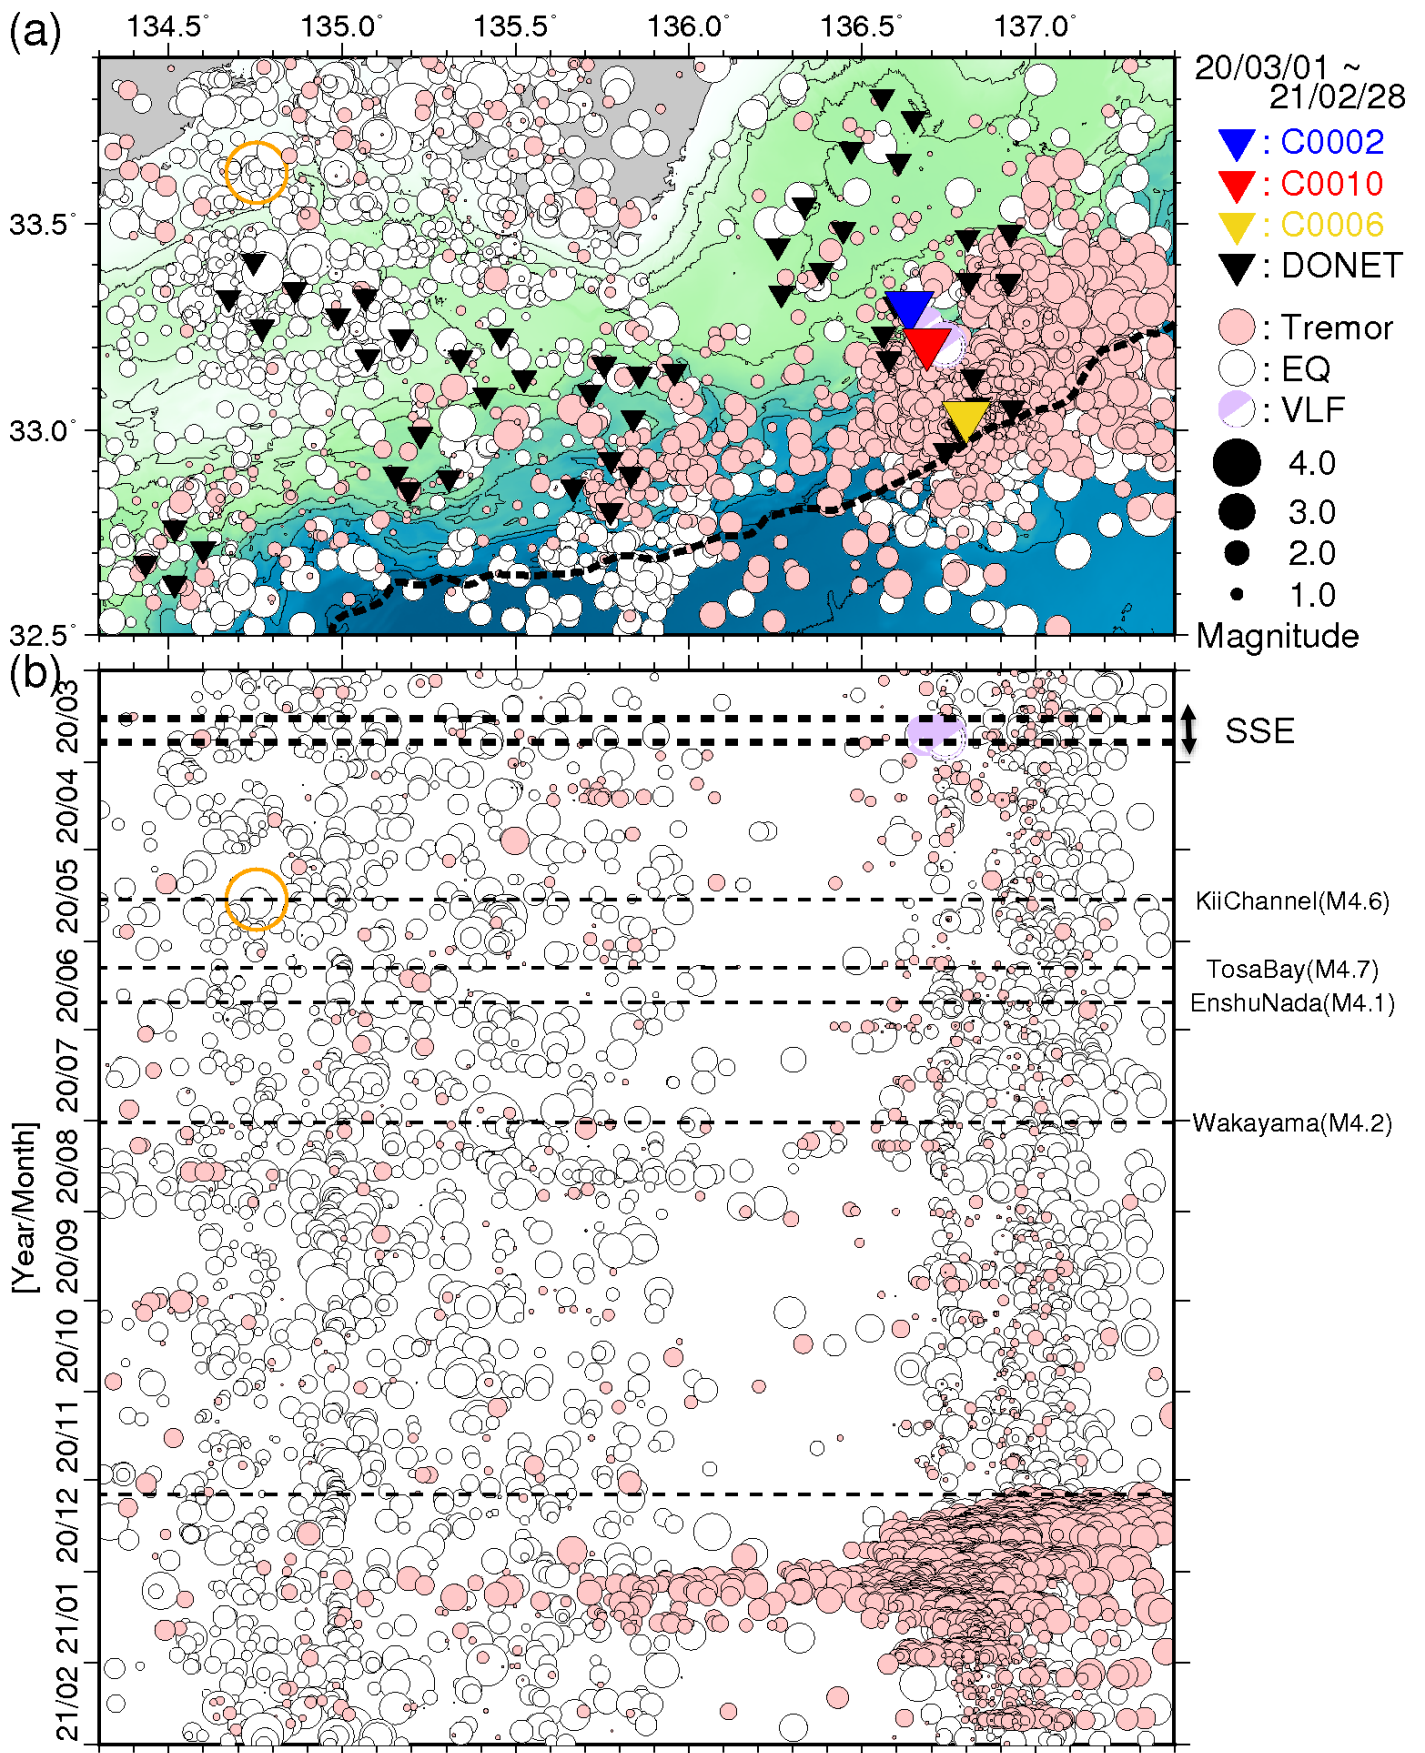 (a)
134.5° 135.0° 135.5° 136.0° 136.5° 137.0°
33.5°
33.0°
32.5°
20/03/01 ~
21/02/28
: C0002
: C0010
: C0006
: DONET
: Tremor
: EQ
: VLF
4.0
3.0
2.0
1.0
Magnitude
(b)
[Year/Month]
20/03
20/04
20/05
20/06
20/07
20/08
20/09
20/10
20/11
20/12
21/01
21/02
SSE
KiiChannel(M4.6)
TosaBay(M4.7)
EnshuNada(M4.1)
Wakayama(M4.2)